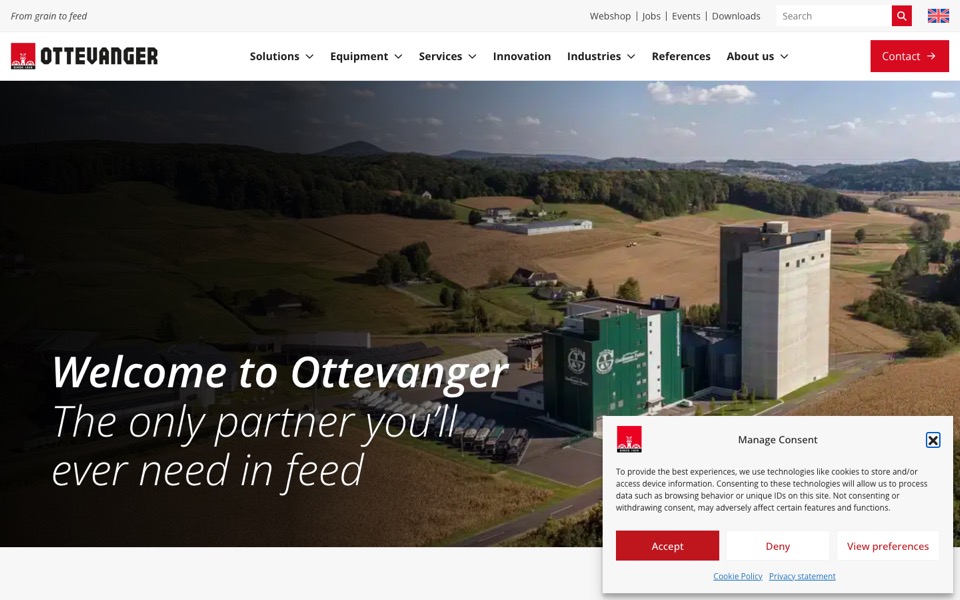 From grain to feed
Webshop | Jobs | Events | Downloads
Search
OTTEVANGER
Solutions Equipment Services Innovation Industries References About us
Contact
Welcome to Ottevanger
The only partner you'll
ever need in feed
Manage Consent
To provide the best experiences, we use technologies like cookies to store and/or
access device information. Consenting to these technologies will allow us to process
data such as browsing behavior or unique IDs on this site. Not consenting or
withdrawing consent, may adversely affect certain features and functions.
Accept
Deny
View preferences
Cookie Policy Privacy statement